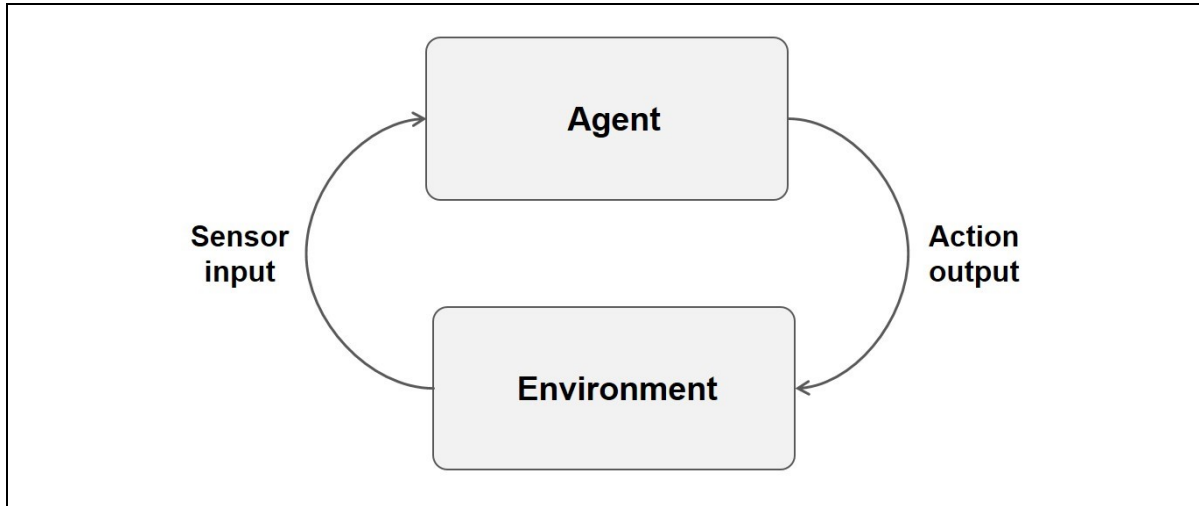 Agent
Sensor
input
Action
output
Environment